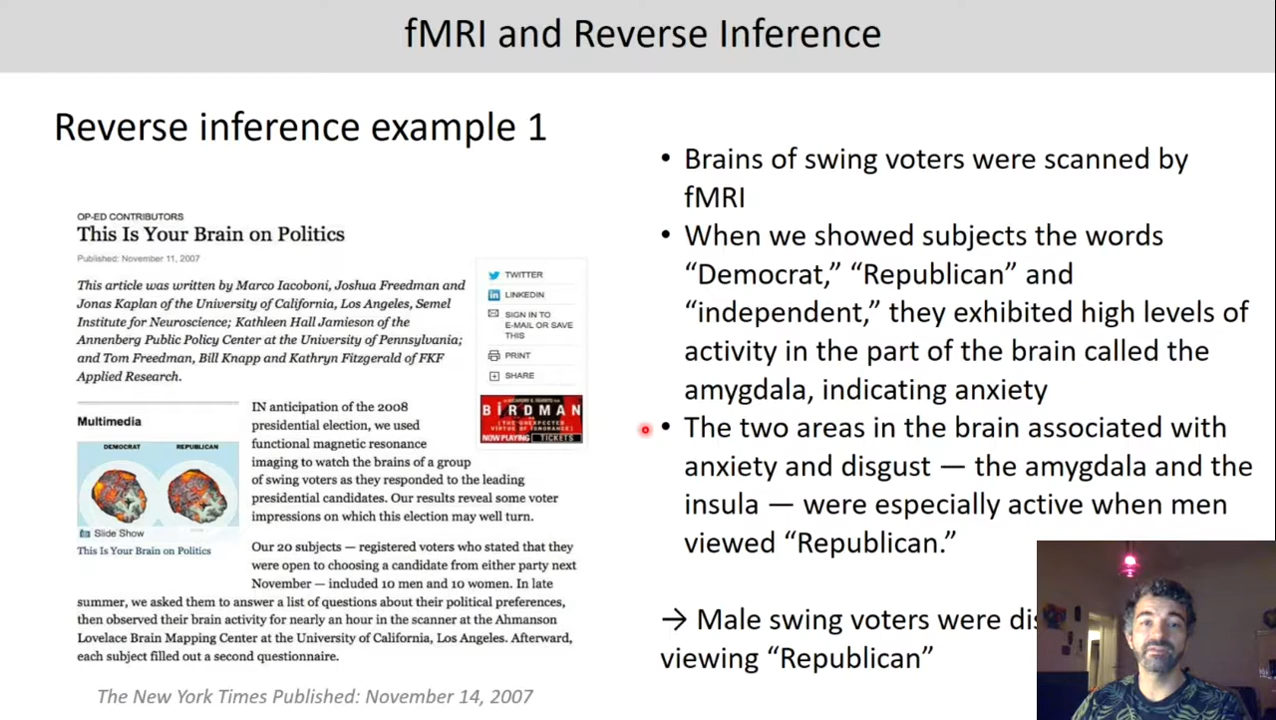 fMRI and Reverse Inference
Reverse inference example 1
OP-ED CONTRIBUTORS
This Is Your Brain on Politics
Published: November 11, 2007
This article was written by Marco Iacoboni, Joshua Freedman and
Jonas Kaplan of the University of California, Los Angeles, Semel
Institute for Neuroscience; Kathleen Hall Jamieson of the
Annenberg Public Policy Center at the University of Pennsylvania;
and Tom Freedman, Bill Knapp and Kathryn Fitzgerald of FKF
Applied Research.
TWITTER
LINKEDIN
SIGN IN TO
E-MAIL OR SAVE
THIS
PRINT
SHARE
BIRDMAN
NOW PLAYING TICKETS
Multimedia
DEMOCRAT REPUBLICAN
Slide Show
This Is Your Brain on Politics
IN anticipation of the 2008
presidential election, we used
functional magnetic resonance
imaging to watch the brains of a group
of swing voters as they responded to the leading
presidential candidates. Our results reveal some voter
impressions on which this election may well turn.
Our 20 subjects — registered voters who stated that they
were open to choosing a candidate from either party next
November — included 10 men and 10 women. In late
summer, we asked them to answer a list of questions about their political preferences,
then observed their brain activity for nearly an hour in the scanner at the Ahmanson
Lovelace Brain Mapping Center at the University of California, Los Angeles. Afterward,
each subject filled out a second questionnaire.
The New York Times Published: November 14, 2007
• Brains of swing voters were scanned by
fMRI
• When we showed subjects the words
“Democrat,” “Republican” and
“independent,” they exhibited high levels of
activity in the part of the brain called the
amygdala, indicating anxiety
• The two areas in the brain associated with
anxiety and disgust — the amygdala and the
insula — were especially active when men
viewed “Republican.”
→ Male swing voters were
viewing “Republican”